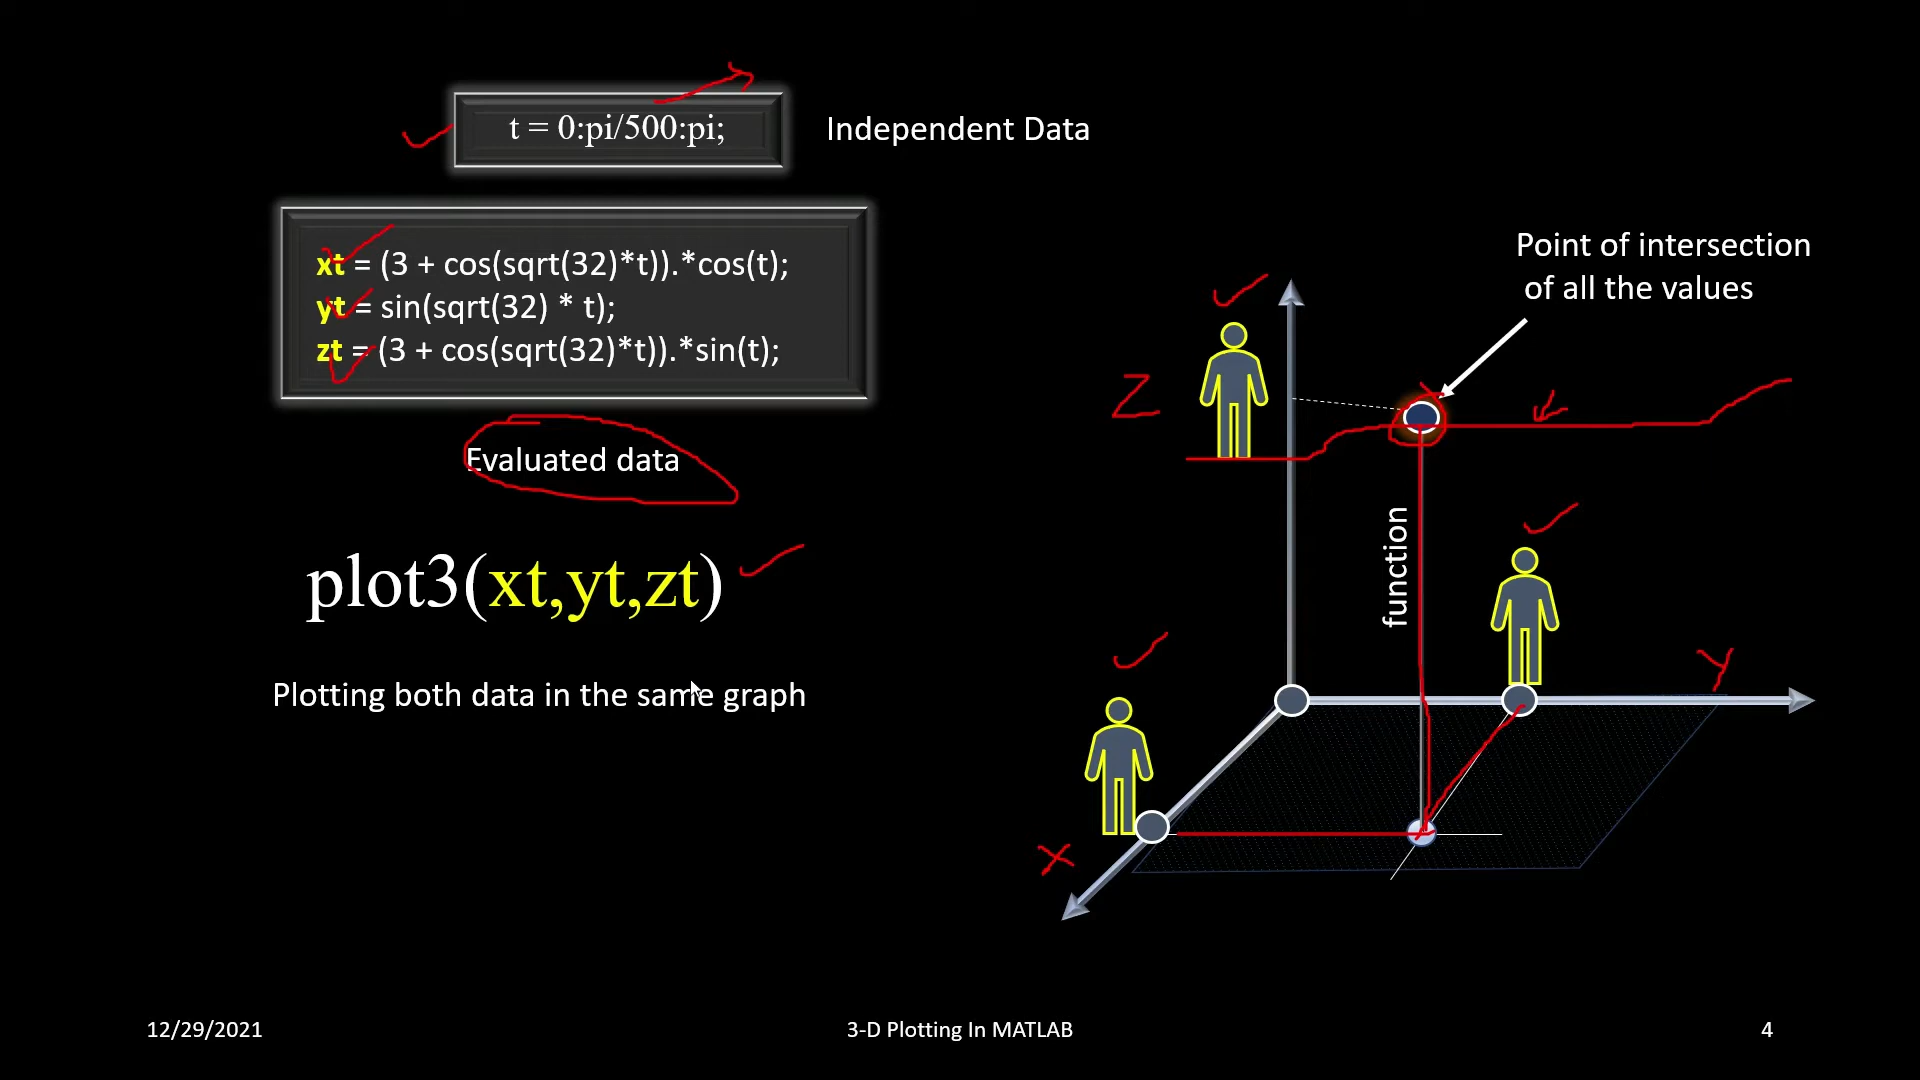 t = 0:pi/500:pi;
Independent Data
xt = (3 + cos(sqrt(32)*t)).*cos(t);
yt = sin(sqrt(32) * t);
zt = (3 + cos(sqrt(32)*t)).*sin(t);
Evaluated data
plot3(xt,yt,zt)
Plotting both data in the same graph
Point of intersection
of all the values
Z
function
y
x
12/29/2021
3-D Plotting In MATLAB
4